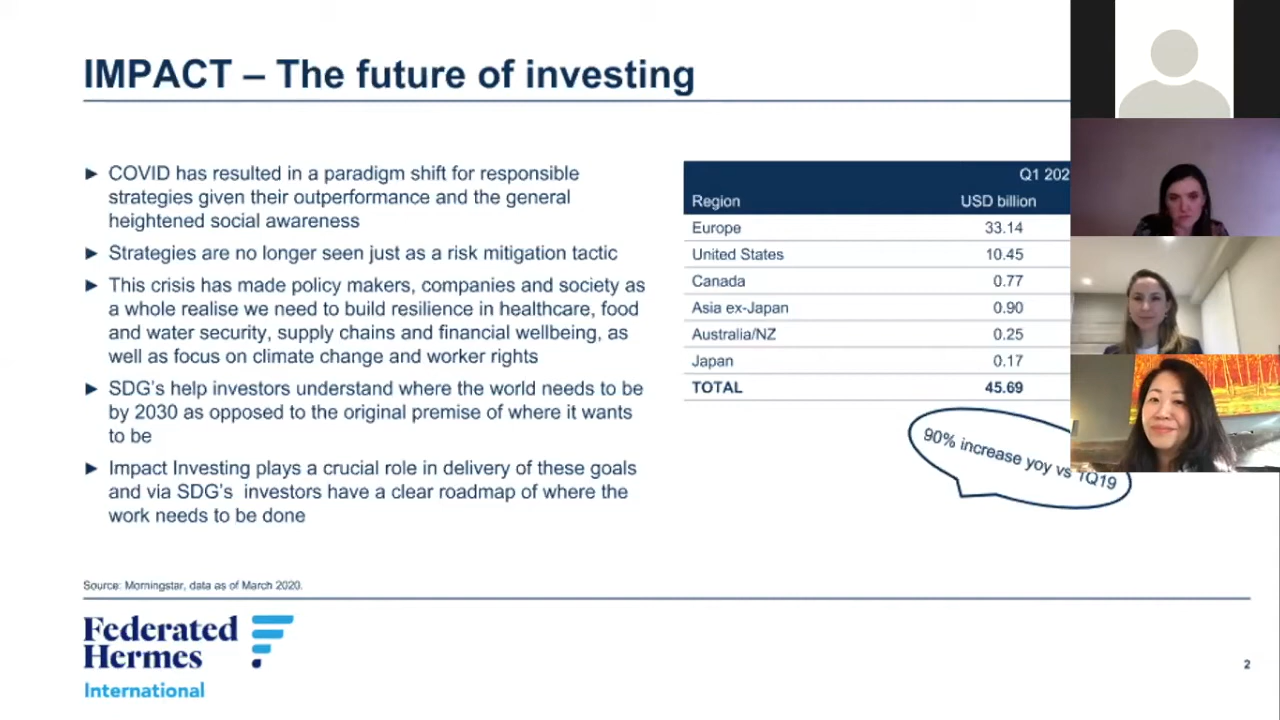 IMPACT – The future of investing
► COVID has resulted in a paradigm shift for responsible
strategies given their outperformance and the general
heightened social awareness
► Strategies are no longer seen just as a risk mitigation tactic
► This crisis has made policy makers, companies and society as
a whole realise we need to build resilience in healthcare, food
and water security, supply chains and financial wellbeing, as
well as focus on climate change and worker rights
► SDG's help investors understand where the world needs to be
by 2030 as opposed to the original premise of where it wants
to be
► Impact Investing plays a crucial role in delivery of these goals
and via SDG's investors have a clear roadmap of where the
work needs to be done
Q1 202
Region USD billion
Europe 33.14
United States 10.45
Canada 0.77
Asia ex-Japan 0.90
Australia/NZ 0.25
Japan 0.17
TOTAL 45.69
90% increase yoy vs 1Q19
Source: Morningstar, data as of March 2020.
Federated
Hermes
International
2